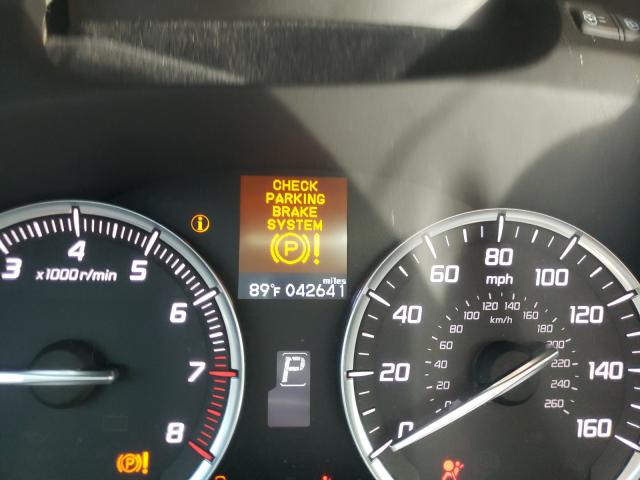 CHECK
PARKING
BRAKE
SYSTEM
(P)!
miles
89°F 042641
P
3 4 5 6 7 8
x1000r/min
(P)!
0 20 40 60 80 100 120 140 160
mph
0 20 40 60 80 100 120 140 160 180 200 220 240 260
km/h
i